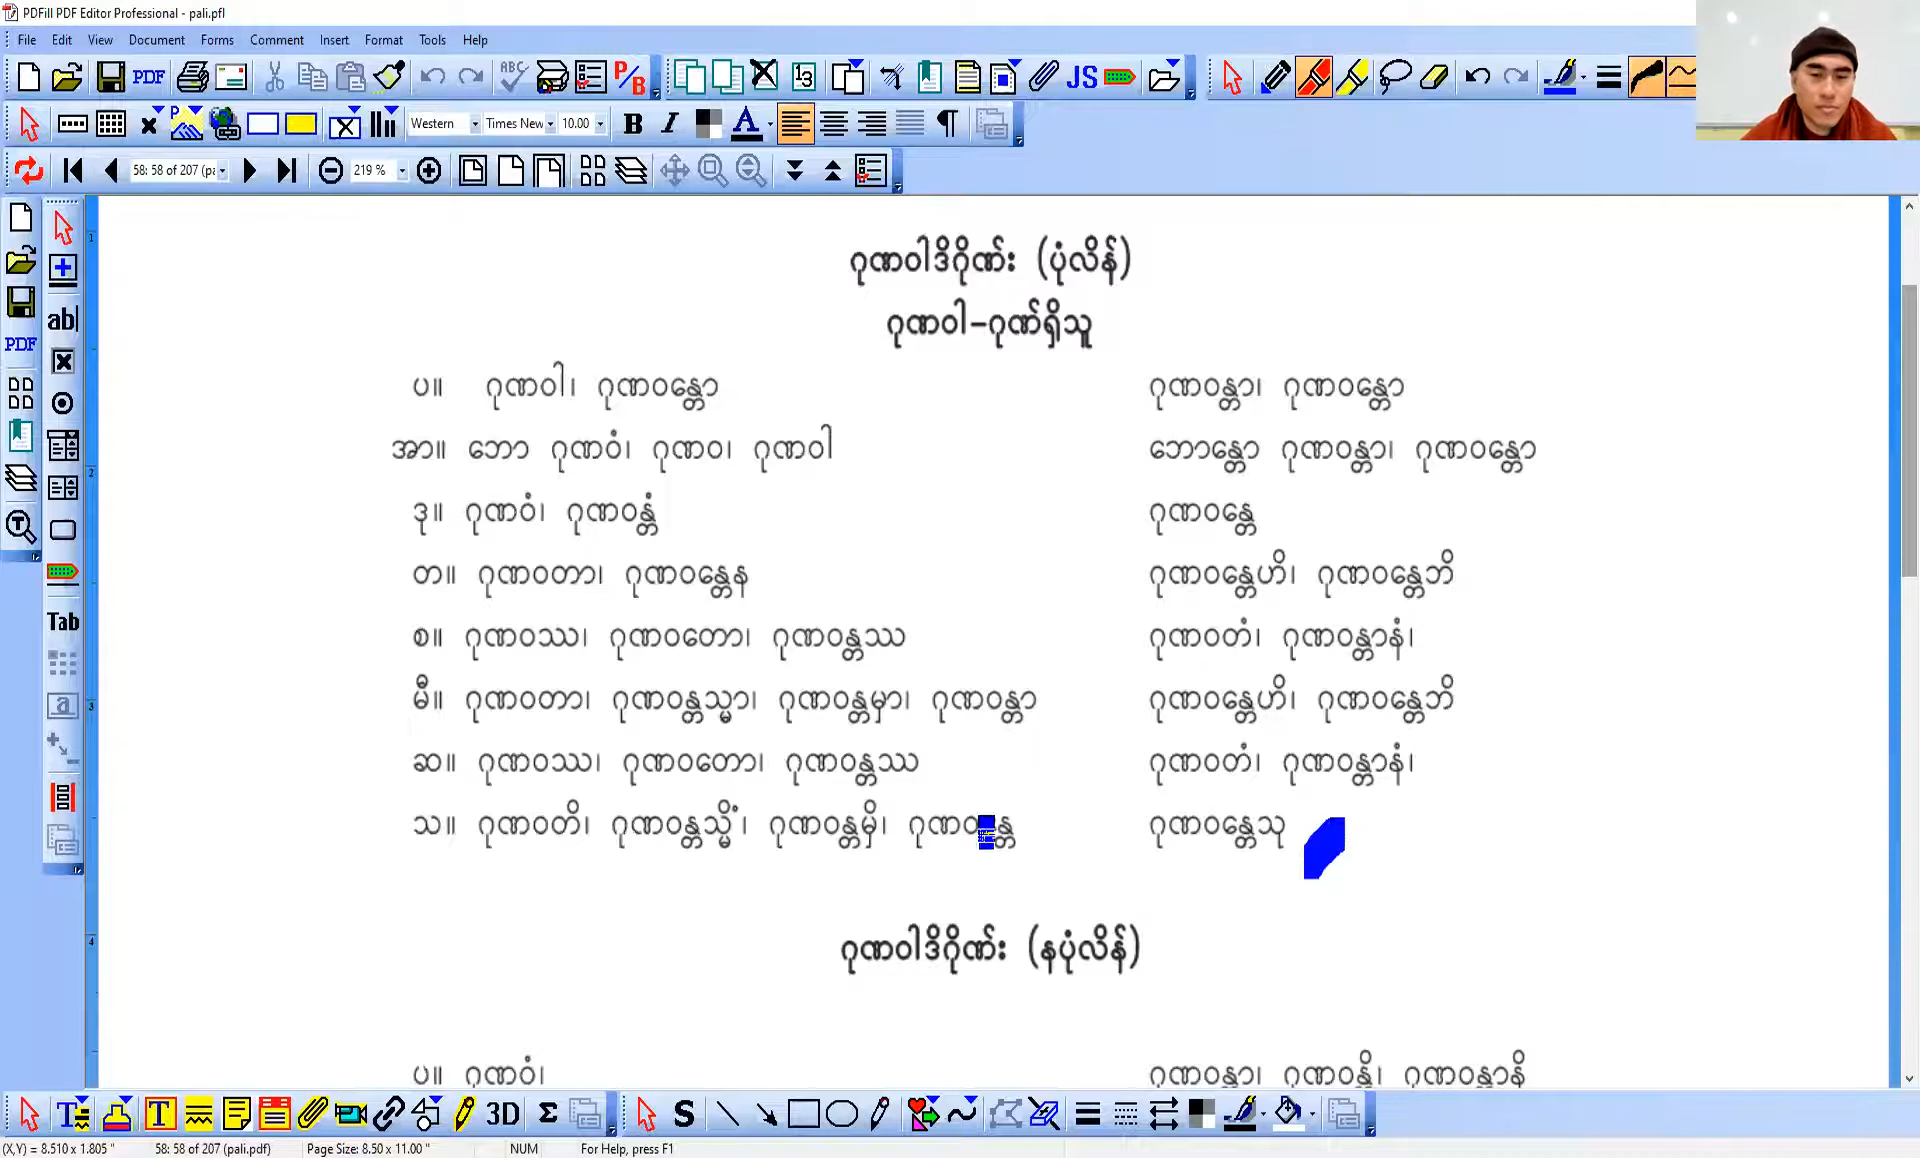 PDFill PDF Editor Professional - pali.pfl
File Edit View Document Forms Comment Insert Format Tools Help
PDF ABC P/B 13 JS
Western Times New 10.00 B I A
58: 58 of 207 (pa 219 %
ab|
PDF
Tab
a
ဂုဏဝါဒိဂိုဏ်း (ပုံလိန်)
ဂုဏဝါ–ဂုဏ်ရှိသူ
ပ။ ဂုဏဝါ၊ ဂုဏဝန္တော ဂုဏဝန္တာ၊ ဂုဏဝန္တော
အာ။ ဘော ဂုဏဝံ၊ ဂုဏဝ၊ ဂုဏဝါ ဘောန္တော ဂုဏဝန္တာ၊ ဂုဏဝန္တော
ဒု။ ဂုဏဝံ၊ ဂုဏဝန္တံ ဂုဏဝန္တေ
တ။ ဂုဏဝတာ၊ ဂုဏဝန္တေန ဂုဏဝန္တေဟိ၊ ဂုဏဝန္တေဘိ
စ။ ဂုဏဝဿ၊ ဂုဏဝတော၊ ဂုဏဝန္တဿ ဂုဏဝတံ၊ ဂုဏဝန္တာနံ၊
မီ။ ဂုဏဝတာ၊ ဂုဏဝန္တသ္မာ၊ ဂုဏဝန္တမှာ၊ ဂုဏဝန္တာ ဂုဏဝန္တေဟိ၊ ဂုဏဝန္တေဘိ
ဆ။ ဂုဏဝဿ၊ ဂုဏဝတော၊ ဂုဏဝန္တဿ ဂုဏဝတံ၊ ဂုဏဝန္တာနံ၊
သ။ ဂုဏဝတိ၊ ဂုဏဝန္တသ္မိံ၊ ဂုဏဝန္တမှိ၊ ဂုဏဝန္တေ ဂုဏဝန္တေသု
ဂုဏဝါဒိဂိုဏ်း (နပုံလိန်)
ပ။ ဂုဏဝံ၊ ဂုဏဝန္တာ၊ ဂုဏဝန္တိ၊ ဂုဏဝန္တာနိ
T T 3D Σ S
(X,Y) = 8.510 x 1.805 " 58: 58 of 207 (pali.pdf) Page Size: 8.50 x 11.00 " NUM For Help, press F1